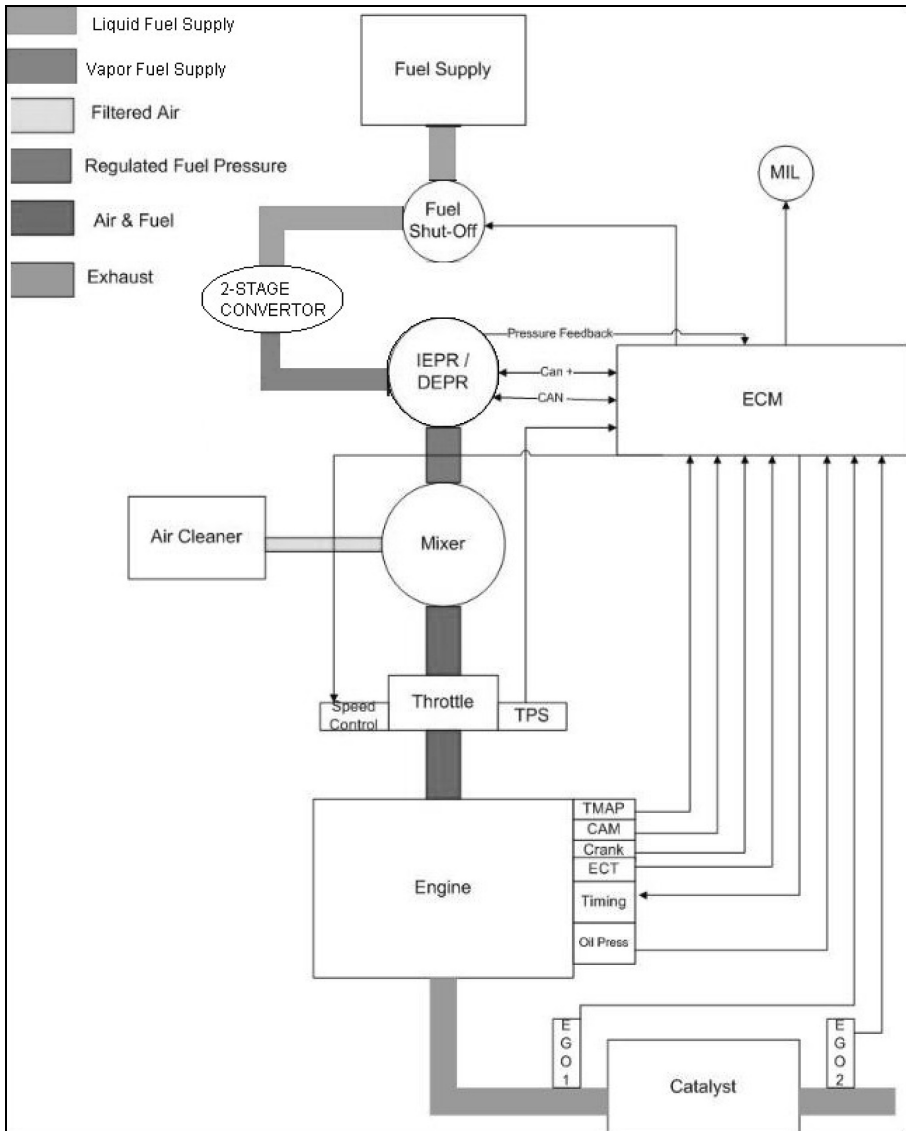 Liquid Fuel Supply
Vapor Fuel Supply
Filtered Air
Regulated Fuel Pressure
Air & Fuel
Exhaust
Fuel Supply
MIL
Fuel
Shut-Off
2-STAGE
CONVERTOR
Pressure Feedback
IEPR /
DEPR
Can +
CAN
ECM
Air Cleaner
Mixer
Throttle
Speed
Control
TPS
TMAP
CAM
Crank
ECT
Engine
Timing
Oil Press
E
G
O
1
E
G
O
2
Catalyst